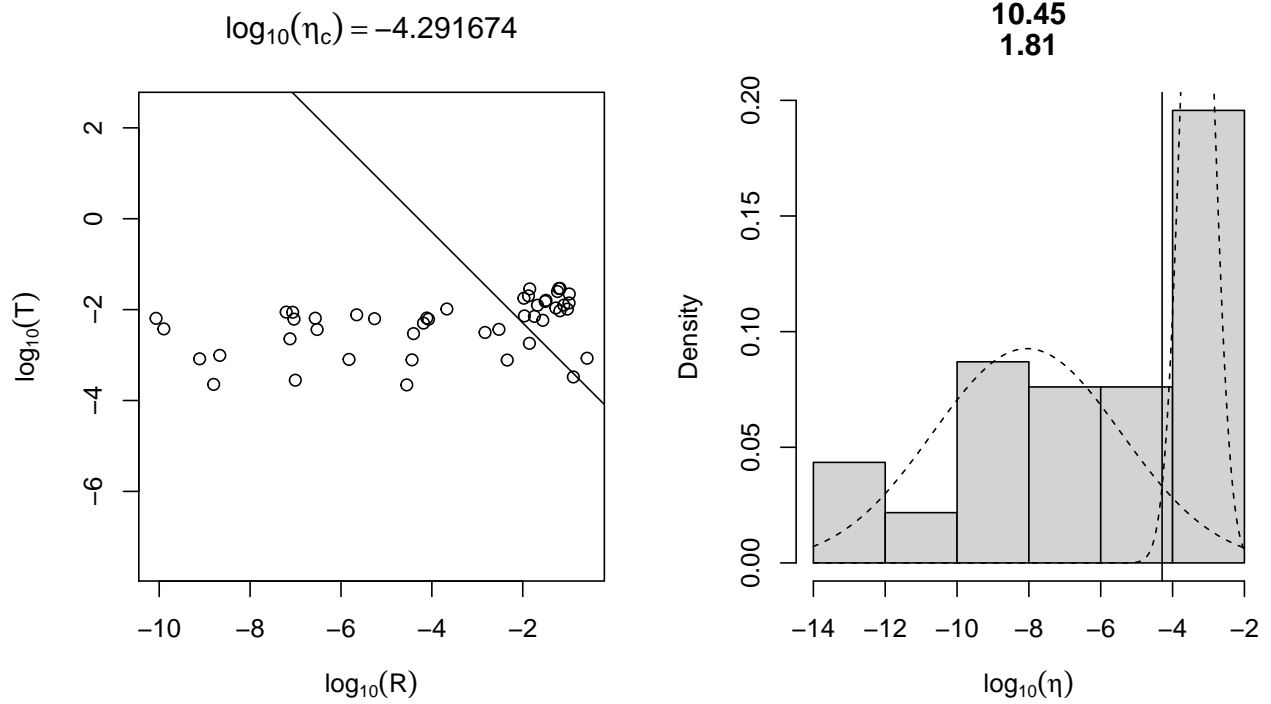 log10(ηc) = −4.291674
2
0
−2
−4
−6
log10(T)
−10 −8 −6 −4 −2
log10(R)
10.45
1.81
0.20
0.15
0.10
0.05
0.00
Density
−14 −12 −10 −8 −6 −4 −2
log10(η)